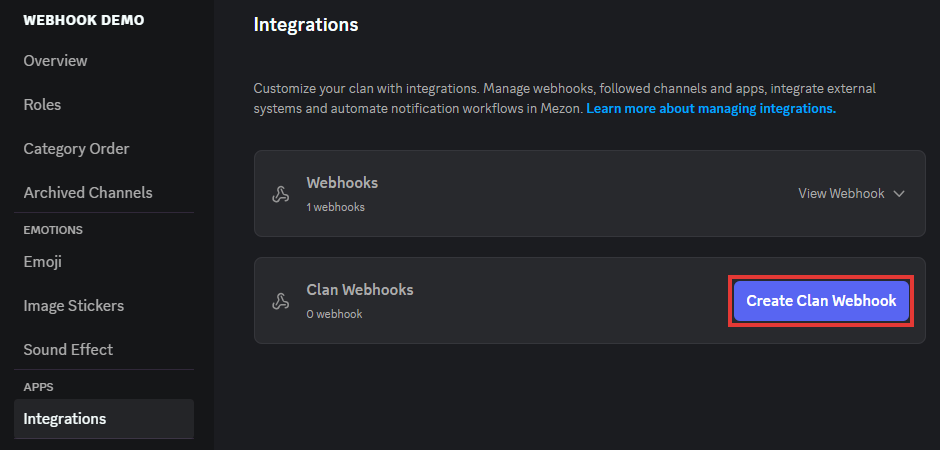 WEBHOOK DEMO
Overview
Roles
Category Order
Archived Channels
EMOTIONS
Emoji
Image Stickers
Sound Effect
APPS
Integrations
Integrations
Customize your clan with integrations. Manage webhooks, followed channels and apps, integrate external
systems and automate notification workflows in Mezon. Learn more about managing integrations.
Webhooks
1 webhooks
View Webhook
Clan Webhooks
0 webhook
Create Clan Webhook